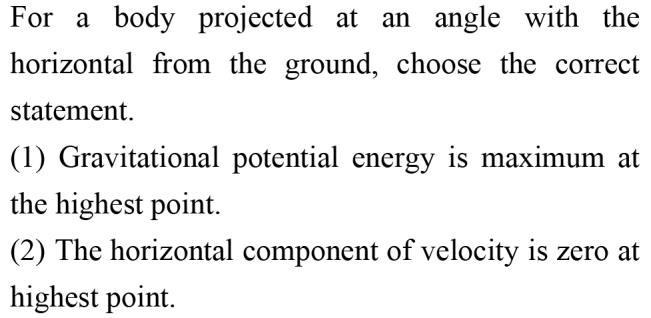 For a body projected at an angle with the
horizontal from the ground, choose the correct
statement.
(1) Gravitational potential energy is maximum at
the highest point.
(2) The horizontal component of velocity is zero at
highest point.